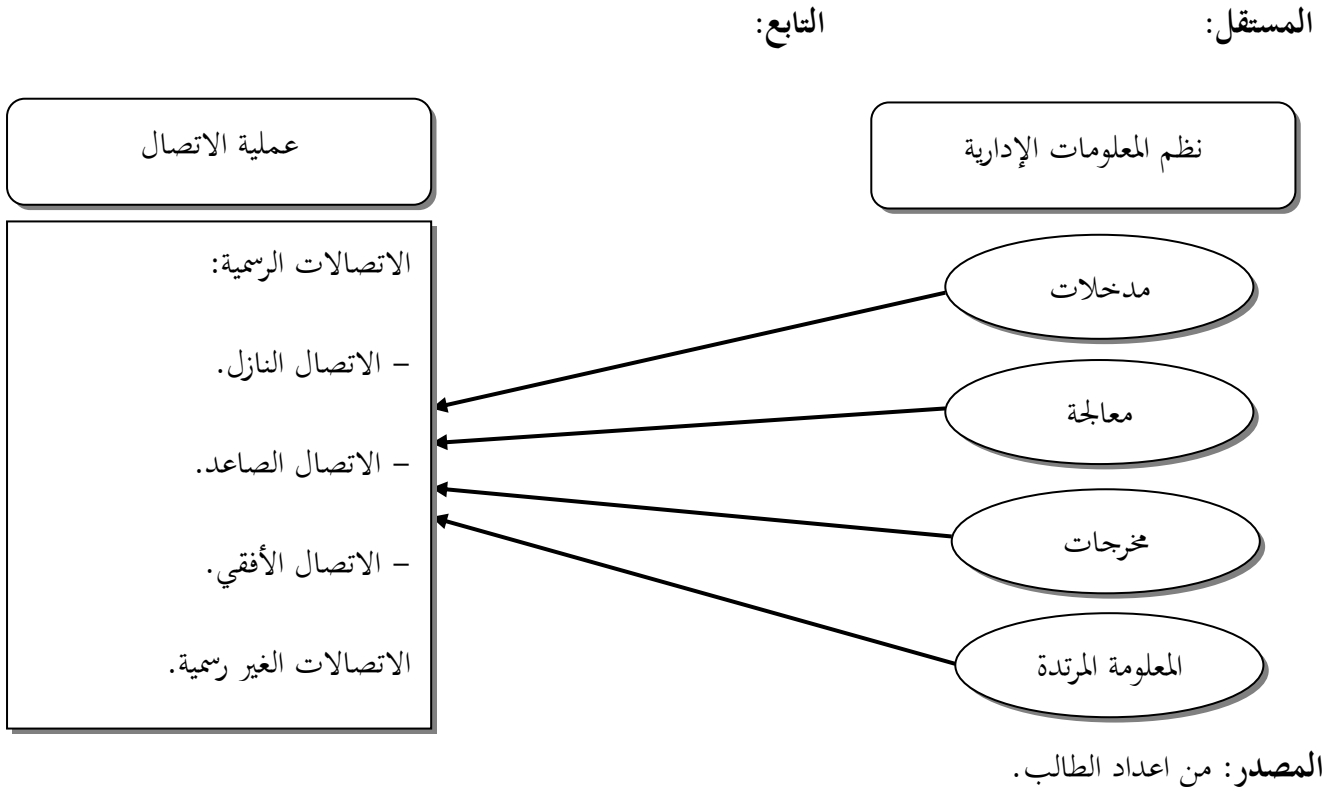 المستقل:
التابع:
نظم المعلومات الإدارية
عملية الاتصال
مدخلات
معالجة
مخرجات
المعلومة المرتدة
الاتصالات الرسمية:
– الاتصال النازل.
– الاتصال الصاعد.
– الاتصال الأفقي.
الاتصالات الغير رسمية.
المصدر: من اعداد الطالب.